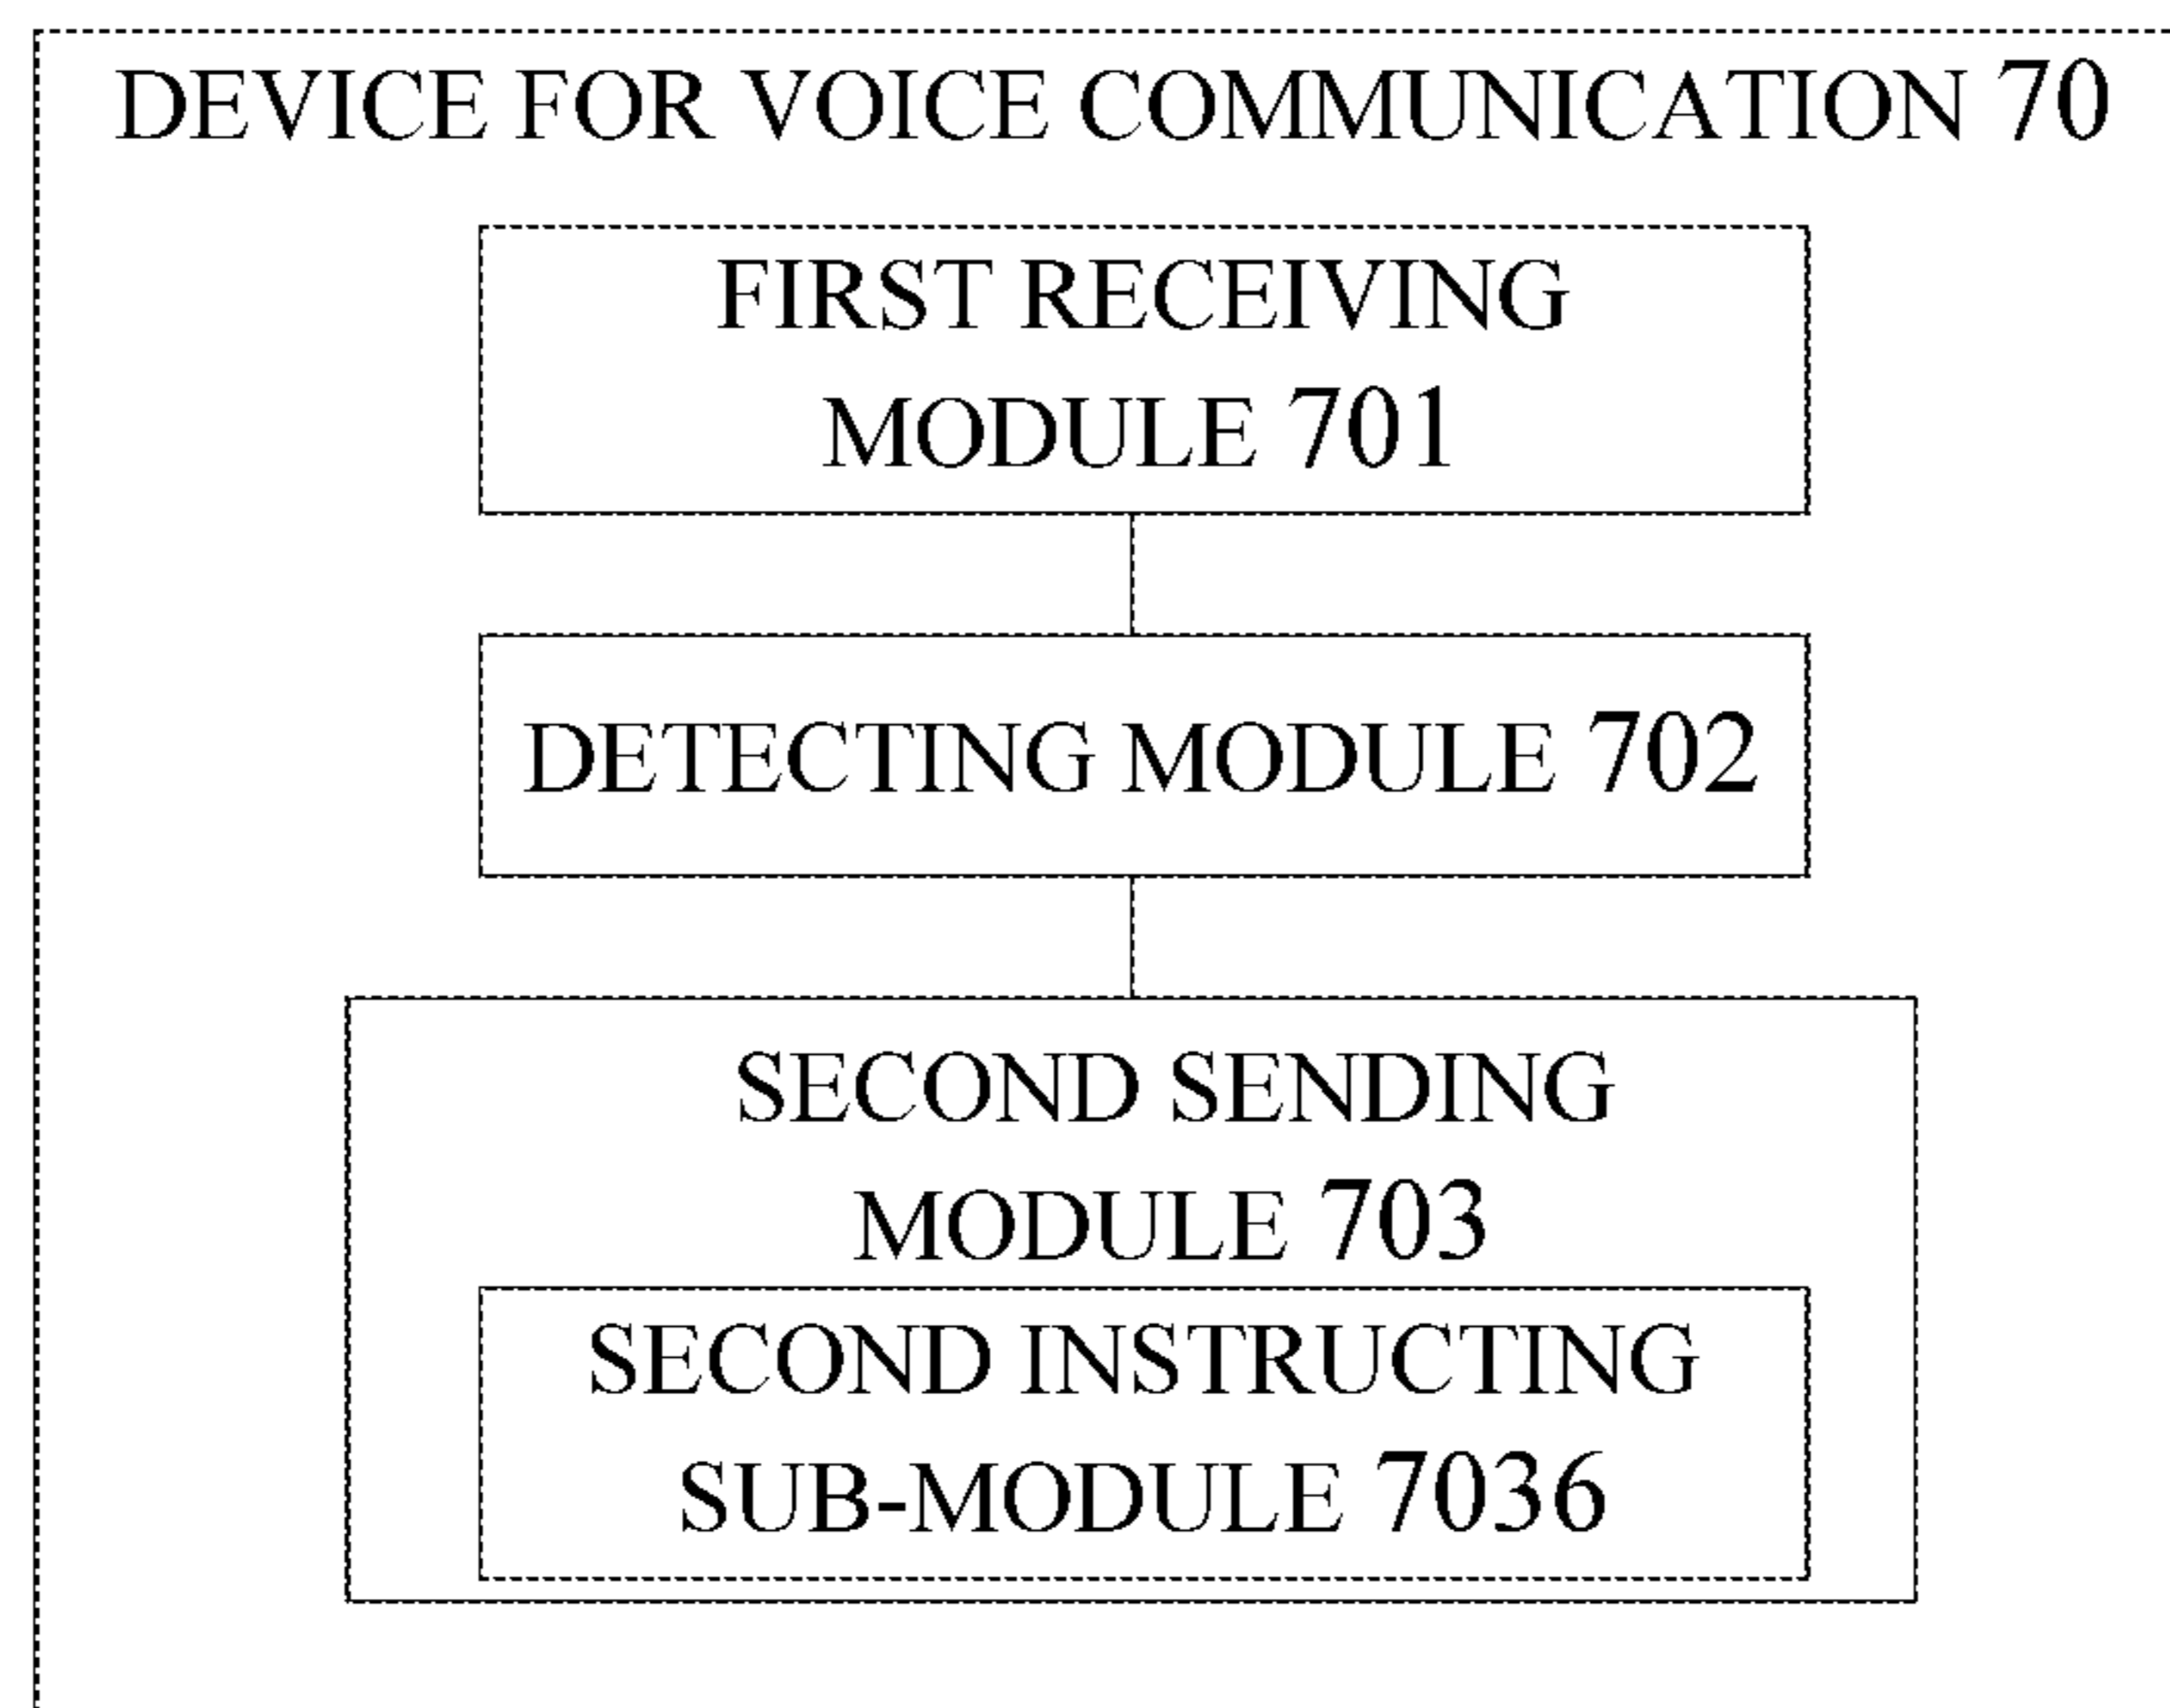 DEVICE FOR VOICE COMMUNICATION 70
FIRST RECEIVING
MODULE 701
DETECTING MODULE 702
SECOND SENDING
MODULE 703
SECOND INSTRUCTING
SUB-MODULE 7036